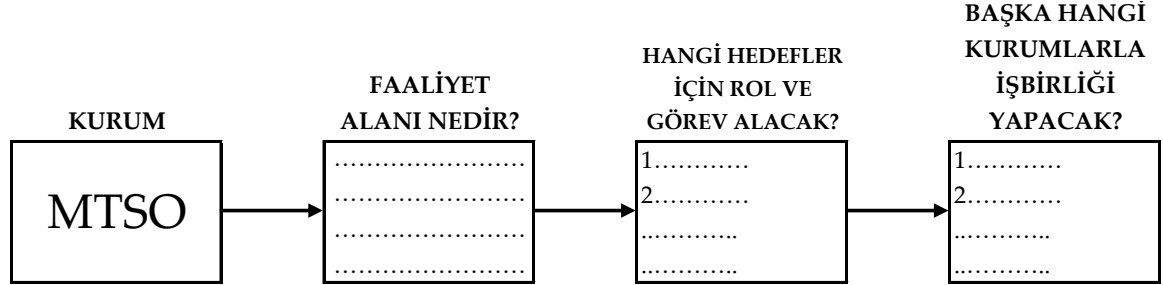 KURUM
MTSO
FAALİYET
ALANI NEDİR?
……………………
……………………
……………………
……………………
HANGİ HEDEFLER
İÇİN ROL VE
GÖREV ALACAK?
1…………
2…………
..………..
..………..
BAŞKA HANGİ
KURUMLARLA
İŞBİRLİĞİ
YAPACAK?
1…………
2…………
..………..
..………..